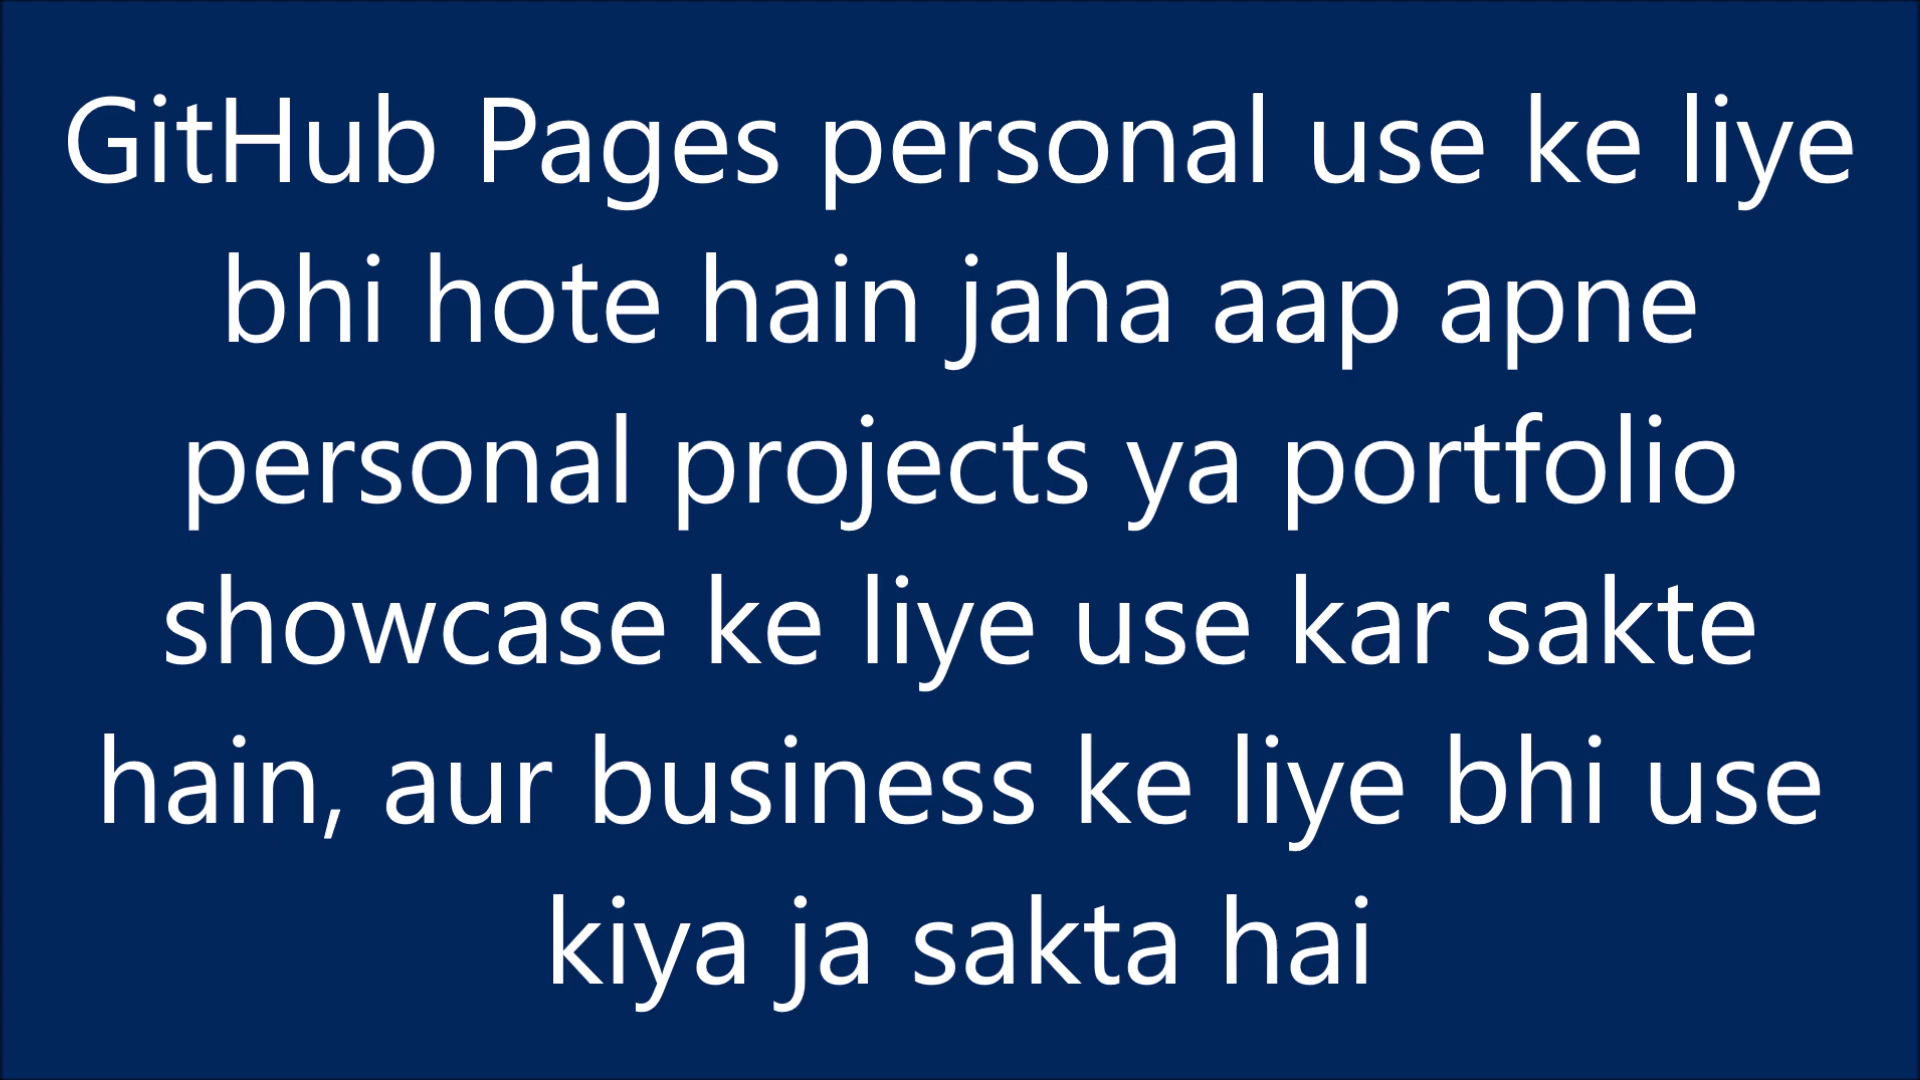 GitHub Pages personal use ke liye
bhi hote hain jaha aap apne
personal projects ya portfolio
showcase ke liye use kar sakte
hain, aur business ke liye bhi use
kiya ja sakta hai